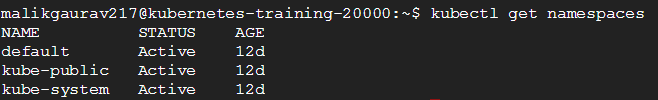 malikgaurav217@kubernetes-training-20000:~$ kubectl get namespaces
NAME          STATUS    AGE
default       Active    12d
kube-public   Active    12d
kube-system   Active    12d